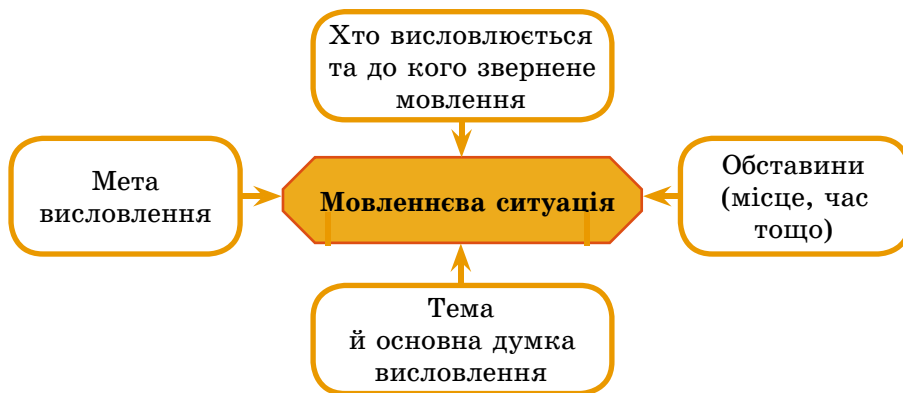 Хто висловлюється
та до кого звернене
мовлення
Мета
висловлення
Мовленнєва ситуація
Обставини
(місце, час
тощо)
Тема
й основна думка
висловлення